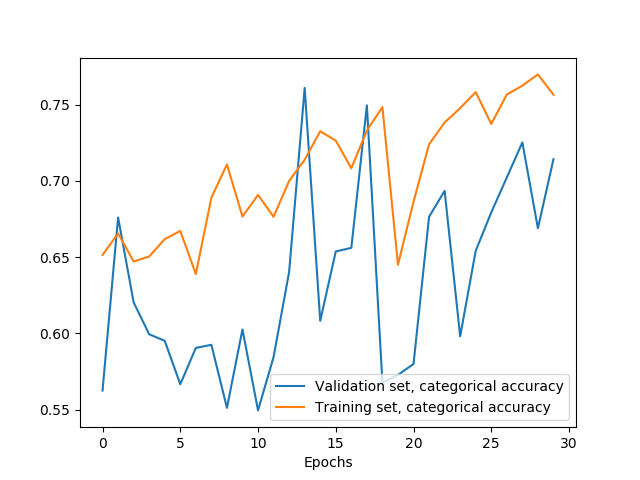 0.75
0.70
0.65
0.60
0.55
Validation set, categorical accuracy
Training set, categorical accuracy
0 5 10 15 20 25 30
Epochs